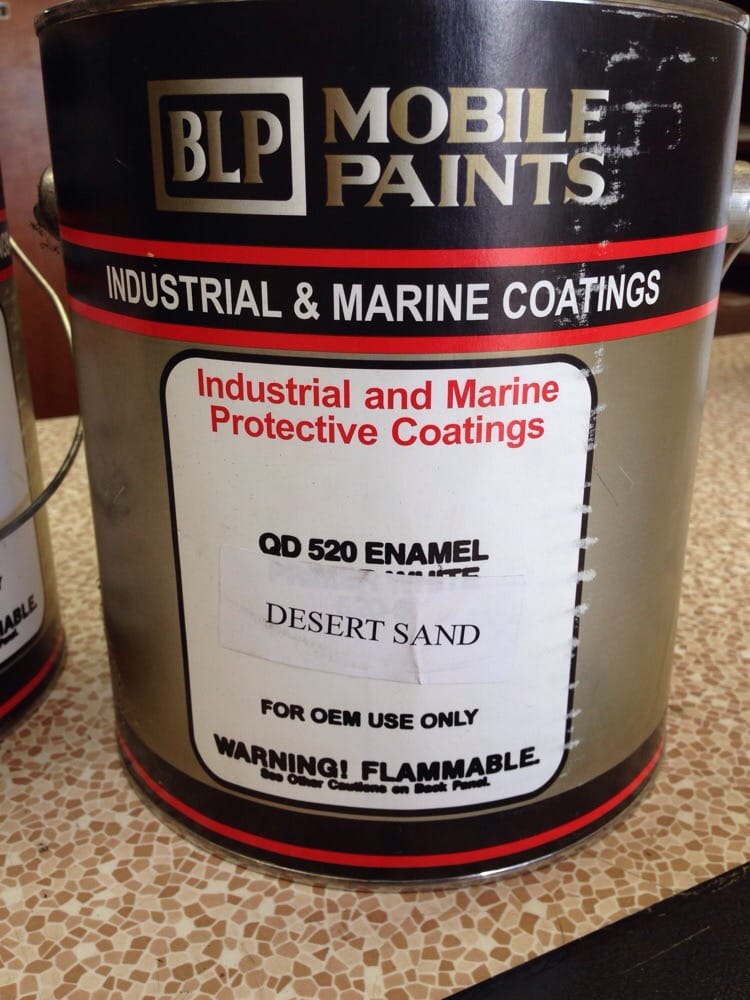 BLP
MOBILE
PAINTS
INDUSTRIAL & MARINE COATINGS
Industrial and Marine
Protective Coatings
QD 520 ENAMEL
DESERT SAND
FOR OEM USE ONLY
WARNING! FLAMMABLE.
See Other Cautions on Back Panel.